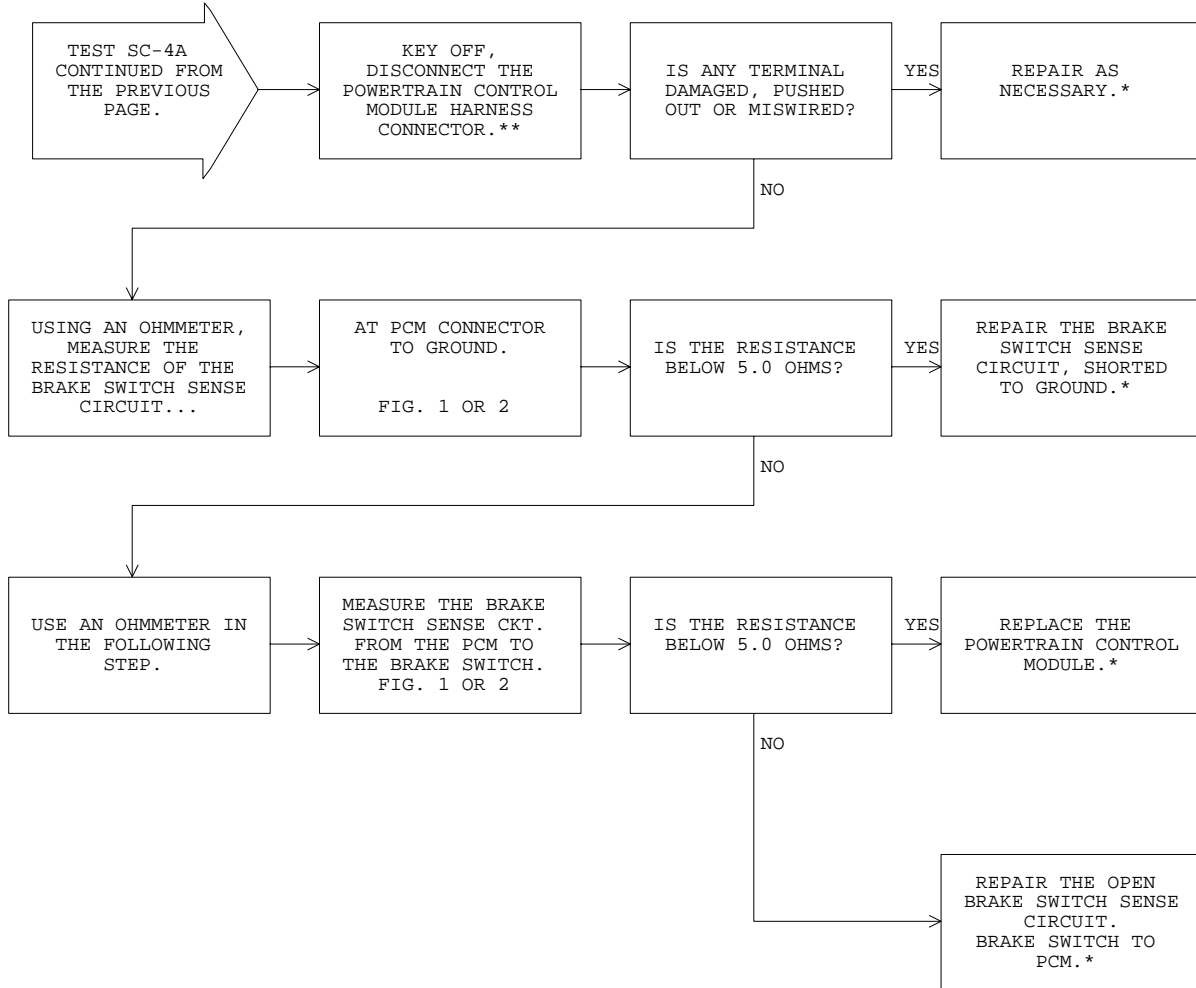 TEST SC-4A
CONTINUED FROM
THE PREVIOUS
PAGE.
KEY OFF,
DISCONNECT THE
POWERTRAIN CONTROL
MODULE HARNESS
CONNECTOR.**
IS ANY TERMINAL
DAMAGED, PUSHED
OUT OR MISWIRED?
YES
REPAIR AS
NECESSARY.*
NO
USING AN OHMMETER,
MEASURE THE
RESISTANCE OF THE
BRAKE SWITCH SENSE
CIRCUIT...
AT PCM CONNECTOR
TO GROUND.
FIG. 1 OR 2
IS THE RESISTANCE
BELOW 5.0 OHMS?
YES
REPAIR THE BRAKE
SWITCH SENSE
CIRCUIT, SHORTED
TO GROUND.*
NO
USE AN OHMMETER IN
THE FOLLOWING
STEP.
MEASURE THE BRAKE
SWITCH SENSE CKT.
FROM THE PCM TO
THE BRAKE SWITCH.
FIG. 1 OR 2
IS THE RESISTANCE
BELOW 5.0 OHMS?
YES
REPLACE THE
POWERTRAIN CONTROL
MODULE.*
NO
REPAIR THE OPEN
BRAKE SWITCH SENSE
CIRCUIT.
BRAKE SWITCH TO
PCM.*